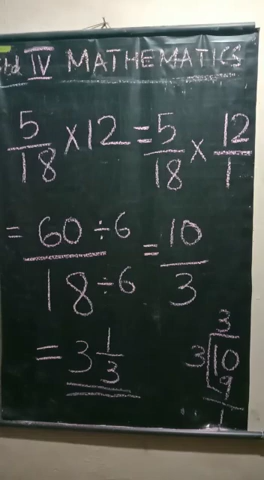 Std IV MATHEMATICS
5/18 × 12 = 5/18 × 12/1
= 60 ÷ 6 / 18 ÷ 6 = 10/3
= 3 1/3
3
3 10
9
1